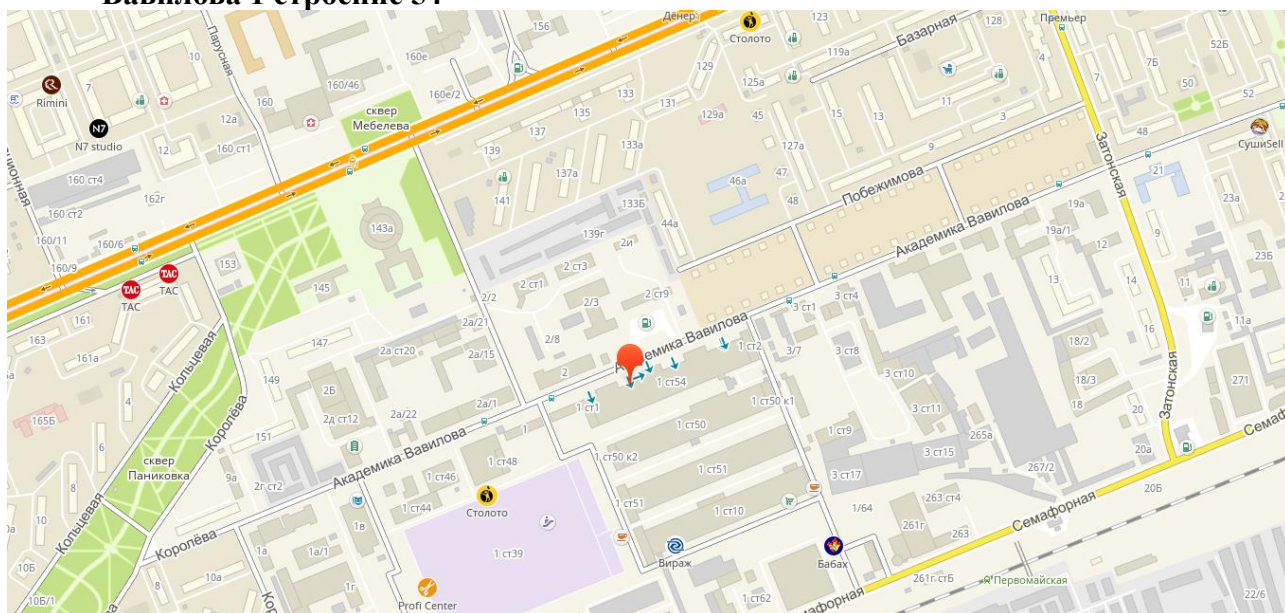 Вавилова 1 строение 54
Денер
Столото
123
Премьер
128
52Б
Rimini
7
N7 studio
12
12а
Парусная
10
160
160/46
160е
156
160е/2
сквер
Мебелева
133
129
125а
119а
Базарная
4
7
7Б
50
52
160 ст4
160 ст1
135
131
129а
45
15
13
11
3
48
СушиSell
139
137
133а
127а
9
160 ст2
162г
137а
47
Затонская
21
23а
141
133Б
46а
48
Побежимова
160/11
160/6
143а
44а
Академика Вавилова
19а
160/9
153
139г
2и
19а/1
12
9
23Б
ТАС
ТАС
145
2 ст3
2 ст1
2 ст9
13
14
11
161
2/2
2/3
3 ст1
3 ст4
11а
163
147
2а/21
Академика Вавилова
16
161а
Кольцевая
2а ст20
2а/15
2/8
1 ст2
3/7
3 ст8
18/2
149
2Б
2
1 ст54
3 ст10
Затонская
271
165Б
Королёва
2а/22
2а/1
1 ст1
1 ст50 к1
18/3
2д ст12
1 ст50
3 ст11
18
20
6
4
151
Академика Вавилова
1
1 ст9
265а
Семафорная
сквер
Паниковка
9а
2г ст2
1 ст48
1 ст50 к2
3 ст15
20а
8
1 ст46
1 ст51
3 ст17
267/2
20Б
10
Столото
1 ст44
1 ст51
1 ст10
263 ст4
Кольцевая
Королёва
1в
1/64
261г
263
Семафорная
1а
1а/1
1 ст39
Вираж
Бабах
10Б
8
10а
Первомайская
1г
Profi Center
1 ст62
261г стБ
10Б/1
Семафорная
22/6